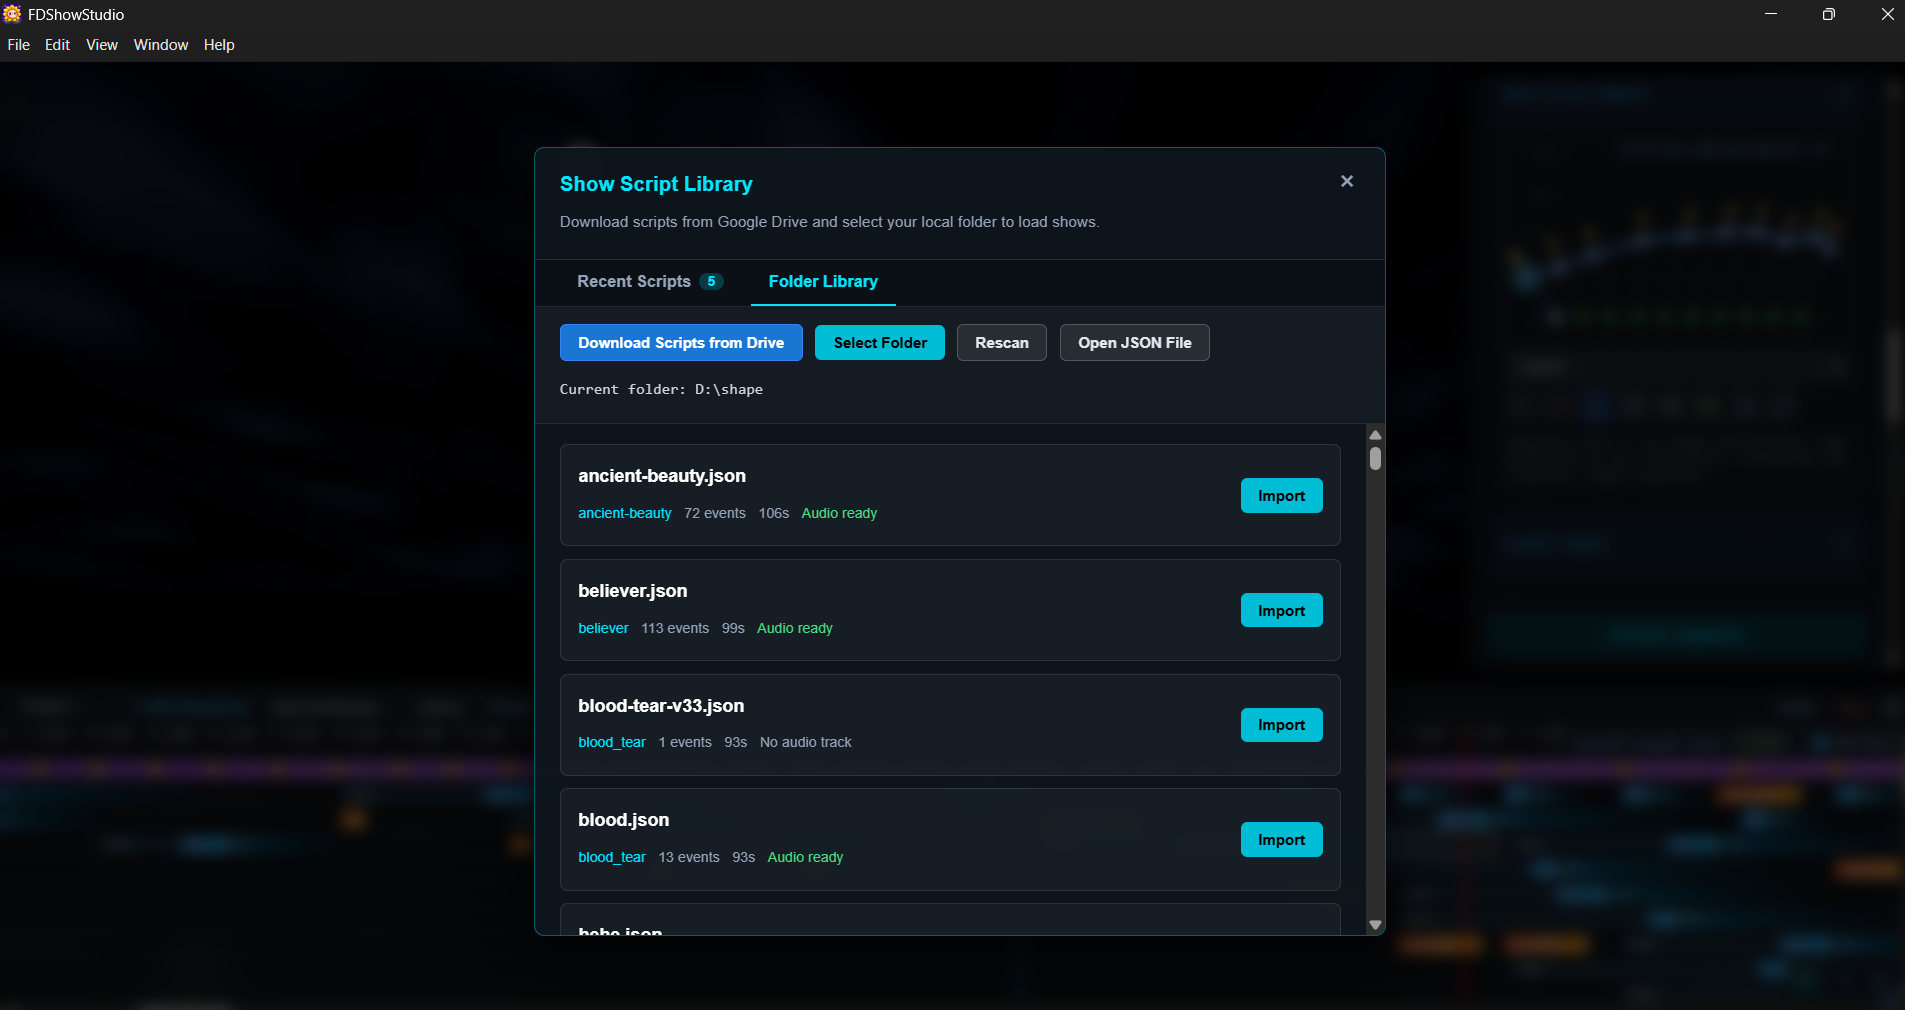 FDShowStudio
File Edit View Window Help
Show Script Library
Download scripts from Google Drive and select your local folder to load shows.
Recent Scripts 5 Folder Library
Download Scripts from Drive Select Folder Rescan Open JSON File
Current folder: D:\shape
ancient-beauty.json
Import
ancient-beauty 72 events 106s Audio ready
believer.json
Import
believer 113 events 99s Audio ready
blood-tear-v33.json
Import
blood_tear 1 events 93s No audio track
blood.json
Import
blood_tear 13 events 93s Audio ready